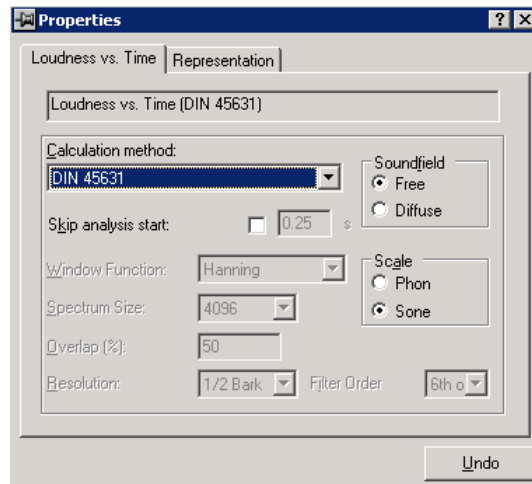 Properties
Loudness vs. Time Representation
Loudness vs. Time (DIN 45631)
Calculation method:
DIN 45631
Soundfield
Free
Diffuse
Skip analysis start: 0.25 s
Window Function: Hanning
Scale
Phon
Sone
Spectrum Size: 4096
Overlap (%): 50
Resolution: 1/2 Bark Filter Order 6th o
Undo